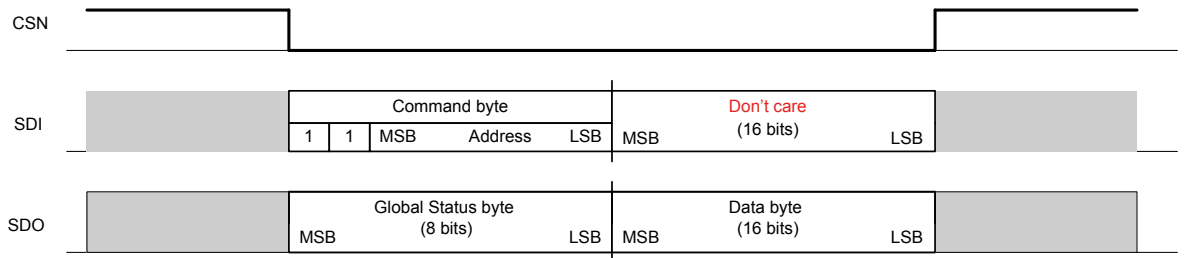 CSN
SDI
Command byte
1 1 MSB Address LSB
Don't care
(16 bits)
MSB LSB
SDO
Global Status byte
(8 bits)
MSB LSB
Data byte
(16 bits)
MSB LSB